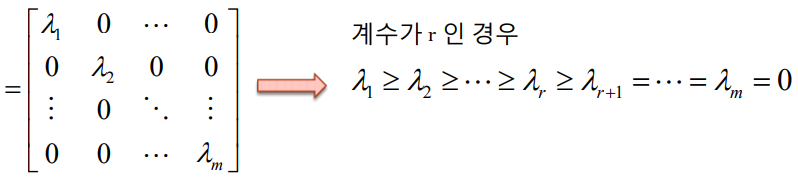 = [ λ₁ 0 ⋯ 0
0 λ₂ 0 0
⋮ 0 ⋱ ⋮
0 0 ⋯ λₘ ]
계수가 r 인 경우
λ₁ ≥ λ₂ ≥ ⋯ ≥ λᵣ ≥ λᵣ₊₁ = ⋯ = λₘ = 0